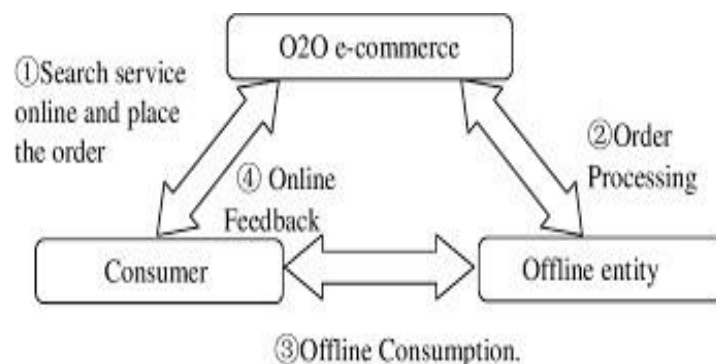 O2O e-commerce
①Search service
online and place
the order
②Order
Processing
④ Online
Feedback
Consumer
Offline entity
③Offline Consumption.